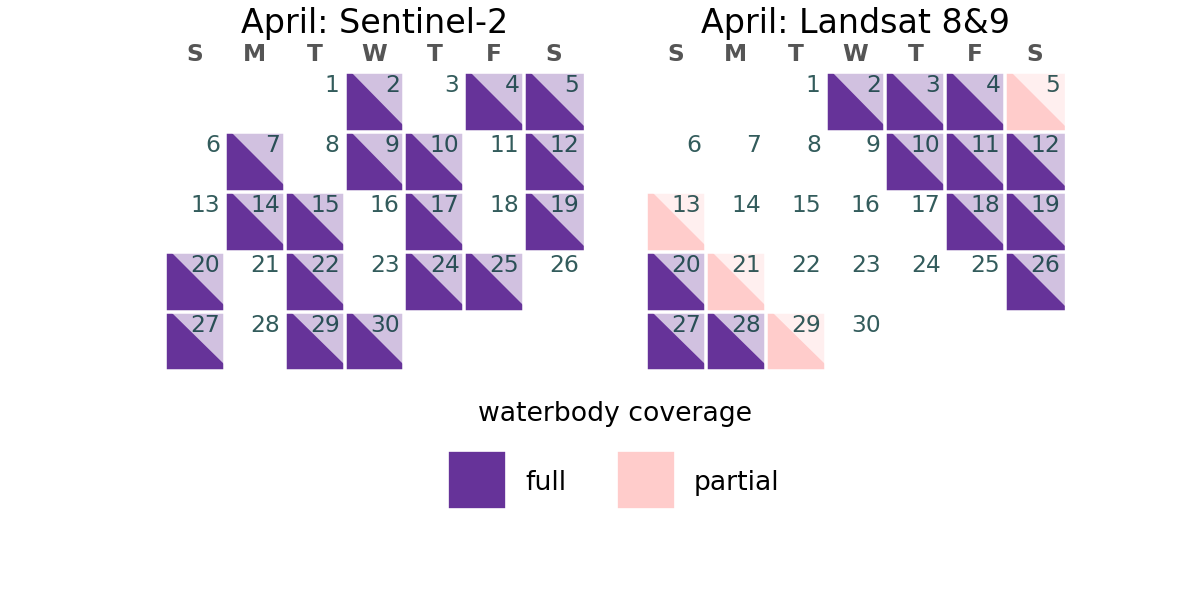 April: Sentinel-2
S M T W T F S
1 2 3 4 5
6 7 8 9 10 11 12
13 14 15 16 17 18 19
20 21 22 23 24 25 26
27 28 29 30
April: Landsat 8&9
S M T W T F S
1 2 3 4 5
6 7 8 9 10 11 12
13 14 15 16 17 18 19
20 21 22 23 24 25 26
27 28 29 30
waterbody coverage
full
partial